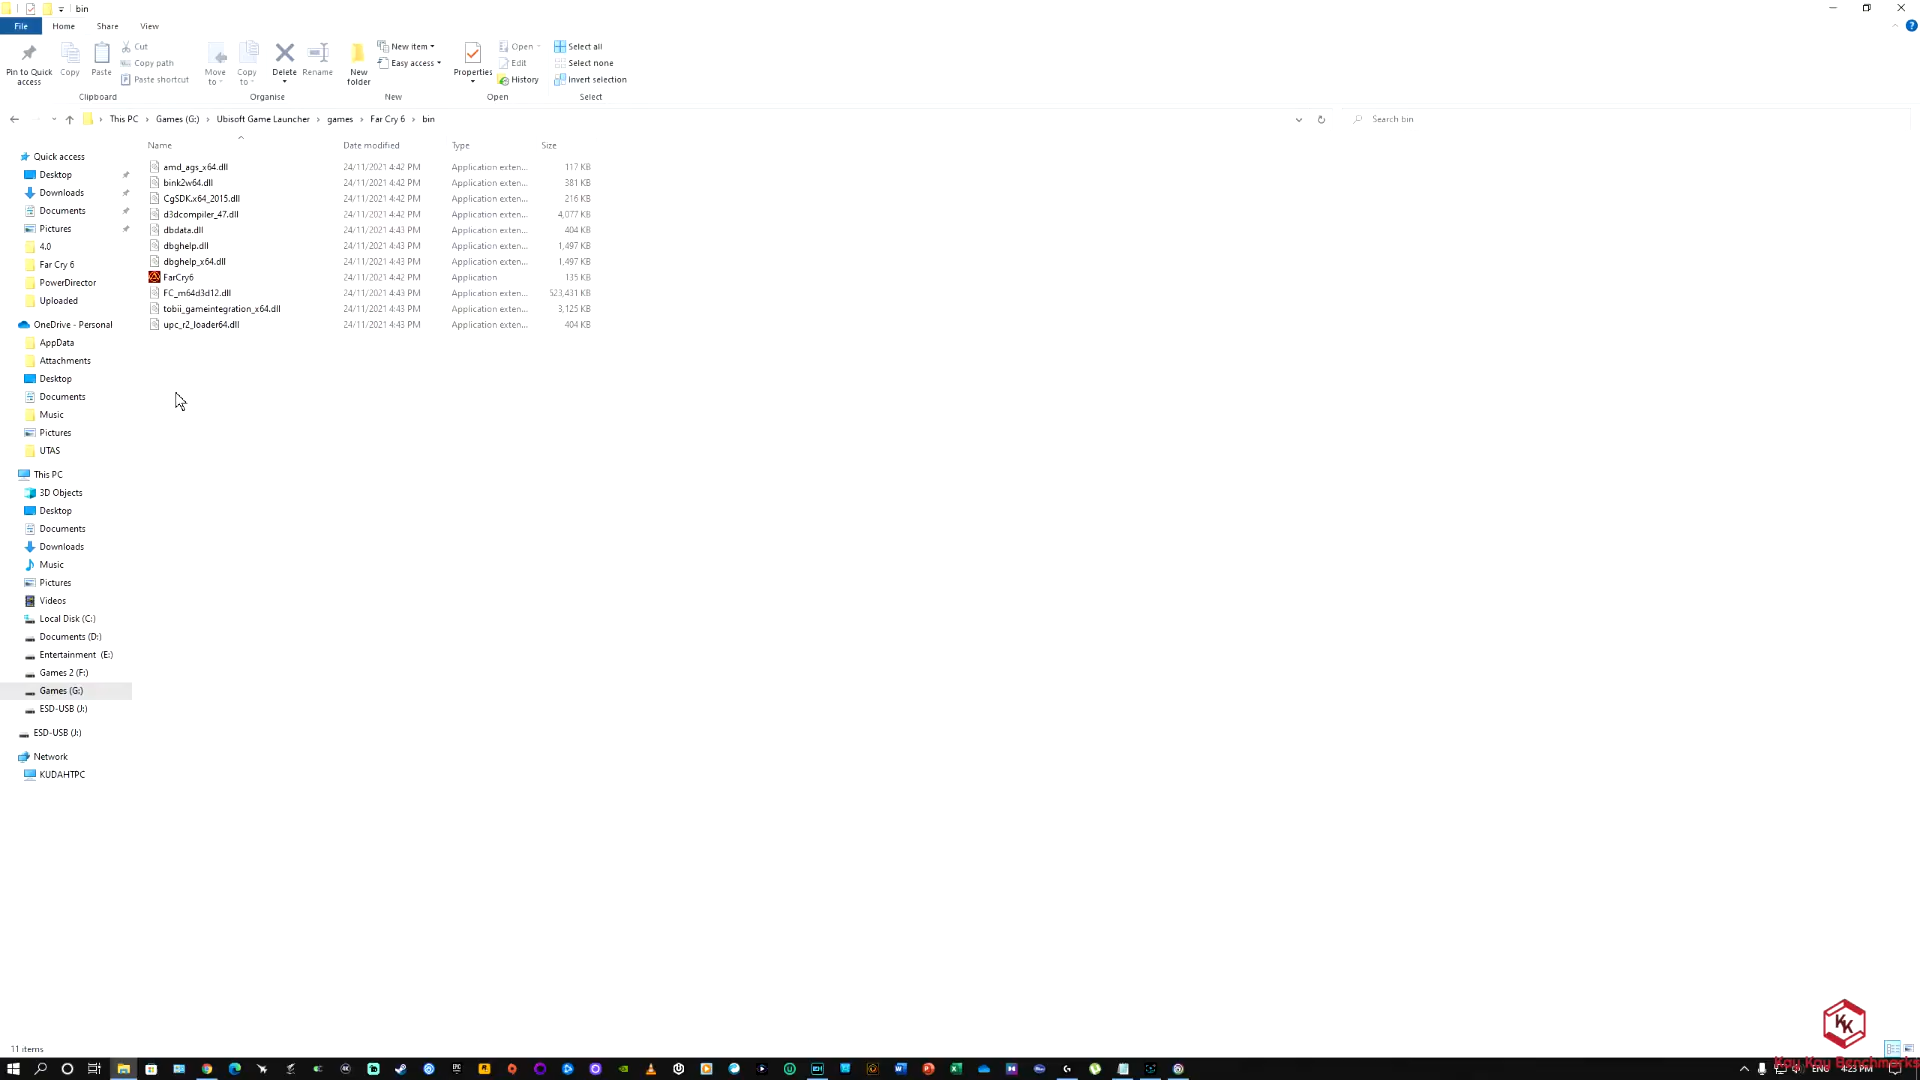 bin
File Home Share View
Pin to Quick access
Copy
Paste
Cut
Copy path
Paste shortcut
Clipboard
Move to
Copy to
Delete
Rename
Organise
New folder
New item
Easy access
New
Properties
Open
Edit
History
Open
Select all
Select none
Invert selection
Select
This PC › Games (G:) › Ubisoft Game Launcher › games › Far Cry 6 › bin
Search bin
Name Date modified Type Size
amd_ags_x64.dll 24/11/2021 4:42 PM Application exten... 117 KB
bink2w64.dll 24/11/2021 4:42 PM Application exten... 381 KB
CgSDK.x64_2015.dll 24/11/2021 4:42 PM Application exten... 216 KB
d3dcompiler_47.dll 24/11/2021 4:42 PM Application exten... 4,077 KB
dbdata.dll 24/11/2021 4:43 PM Application exten... 404 KB
dbghelp.dll 24/11/2021 4:43 PM Application exten... 1,497 KB
dbghelp_x64.dll 24/11/2021 4:43 PM Application exten... 1,497 KB
FarCry6 24/11/2021 4:42 PM Application 135 KB
FC_m64d3d12.dll 24/11/2021 4:43 PM Application exten... 523,431 KB
tobii_gameintegration_x64.dll 24/11/2021 4:43 PM Application exten... 3,125 KB
upc_r2_loader64.dll 24/11/2021 4:43 PM Application exten... 404 KB
Quick access
Desktop
Downloads
Documents
Pictures
4.0
Far Cry 6
PowerDirector
Uploaded
OneDrive - Personal
AppData
Attachments
Desktop
Documents
Music
Pictures
UTAS
This PC
3D Objects
Desktop
Documents
Downloads
Music
Pictures
Videos
Local Disk (C:)
Documents (D:)
Entertainment (E:)
Games 2 (F:)
Games (G:)
ESD-USB (J:)
ESD-USB (J:)
Network
KUDAHTPC
11 items
KK
Kay Kay Benchmarks
ENG 4:23 PM